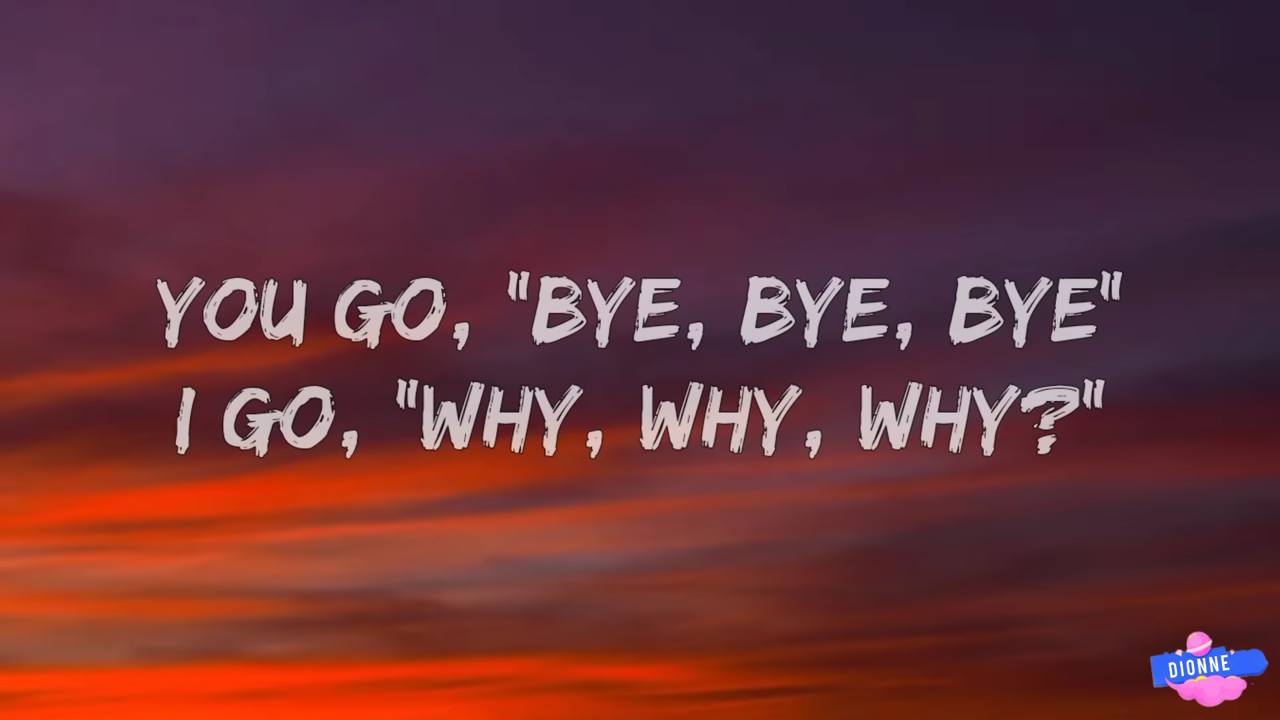 YOU GO, "BYE, BYE, BYE"
I GO, "WHY, WHY, WHY?"
DIONNE